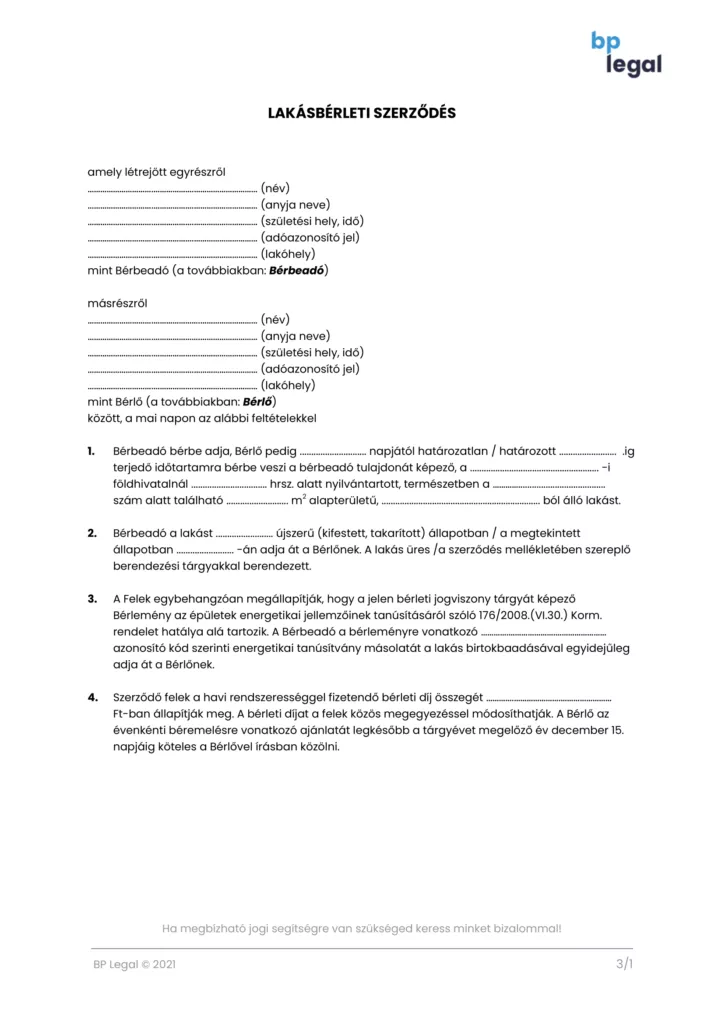 bp
legal
LAKÁSBÉRLETI SZERZŐDÉS
amely létrejött egyrészről
........................................................................ (név)
........................................................................ (anyja neve)
........................................................................ (születési hely, idő)
........................................................................ (adóazonosító jel)
........................................................................ (lakóhely)
mint Bérbeadó (a továbbiakban: Bérbeadó)
másrészről
........................................................................ (név)
........................................................................ (anyja neve)
........................................................................ (születési hely, idő)
........................................................................ (adóazonosító jel)
........................................................................ (lakóhely)
mint Bérlő (a továbbiakban: Bérlő)
között, a mai napon az alábbi feltételekkel
1. Bérbeadó bérbe adja, Bérlő pedig ............................ napjától határozatlan / határozott ........................ .ig
terjedő időtartamra bérbe veszi a bérbeadó tulajdonát képező, a ....................................................... -i
földhivatalnál ................................ hrsz. alatt nyilvántartott, természetben a ................................................
szám alatt található .......................... m² alapterületű, .................................................................... ból álló lakást.
2. Bérbeadó a lakást ........................ újszerű (kifestett, takarított) állapotban / a megtekintett
állapotban ........................ -án adja át a Bérlőnek. A lakás üres /a szerződés mellékletében szereplő
berendezési tárgyakkal berendezett.
3. A Felek egybehangzóan megállapítják, hogy a jelen bérleti jogviszony tárgyát képező
Bérlemény az épületek energetikai jellemzőinek tanúsításáról szóló 176/2008.(VI.30.) Korm.
rendelet hatálya alá tartozik. A Bérbeadó a bérleményre vonatkozó .....................................................
azonosító kód szerinti energetikai tanúsítvány másolatát a lakás birtokbaadásával egyidejűleg
adja át a Bérlőnek.
4. Szerződő felek a havi rendszerességgel fizetendő bérleti díj összegét .....................................................
Ft-ban állapítják meg. A bérleti díjat a felek közös megegyezéssel módosíthatják. A Bérlő az
évenkénti béremelésre vonatkozó ajánlatát legkésőbb a tárgyévet megelőző év december 15.
napjáig köteles a Bérlővel írásban közölni.
Ha megbízható jogi segítségre van szükséged keress minket bizalommal!
BP Legal © 2021 3/1